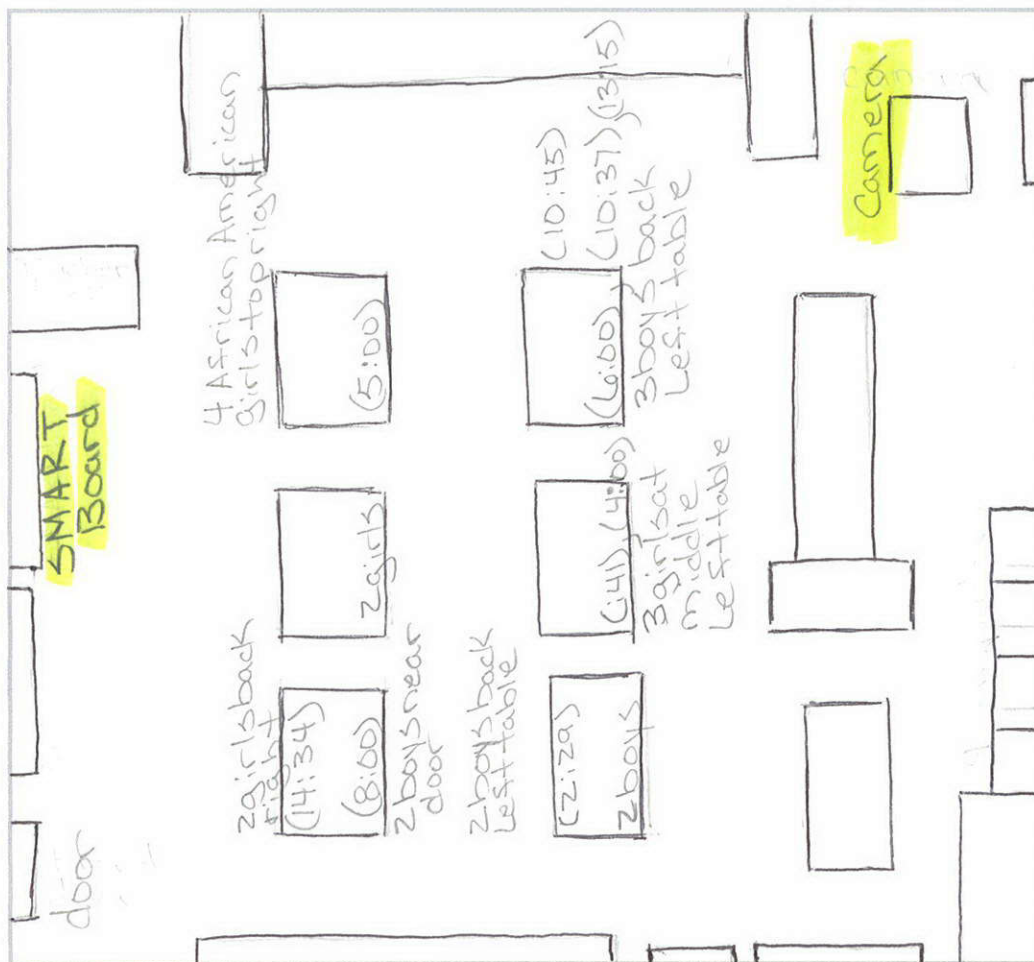 SMART
Board
door
4 African American
girls top right
(5:00)
2 girls
2 girls back
right
(14:34)
(8:00)
2 boys near
door
(10:45)
(10:37) (13:15)
(6:00)
3 boys back
left table
(:41), (4:00)
3 girls at
middle
left table
2 boys back
left table
2 boys
Camera